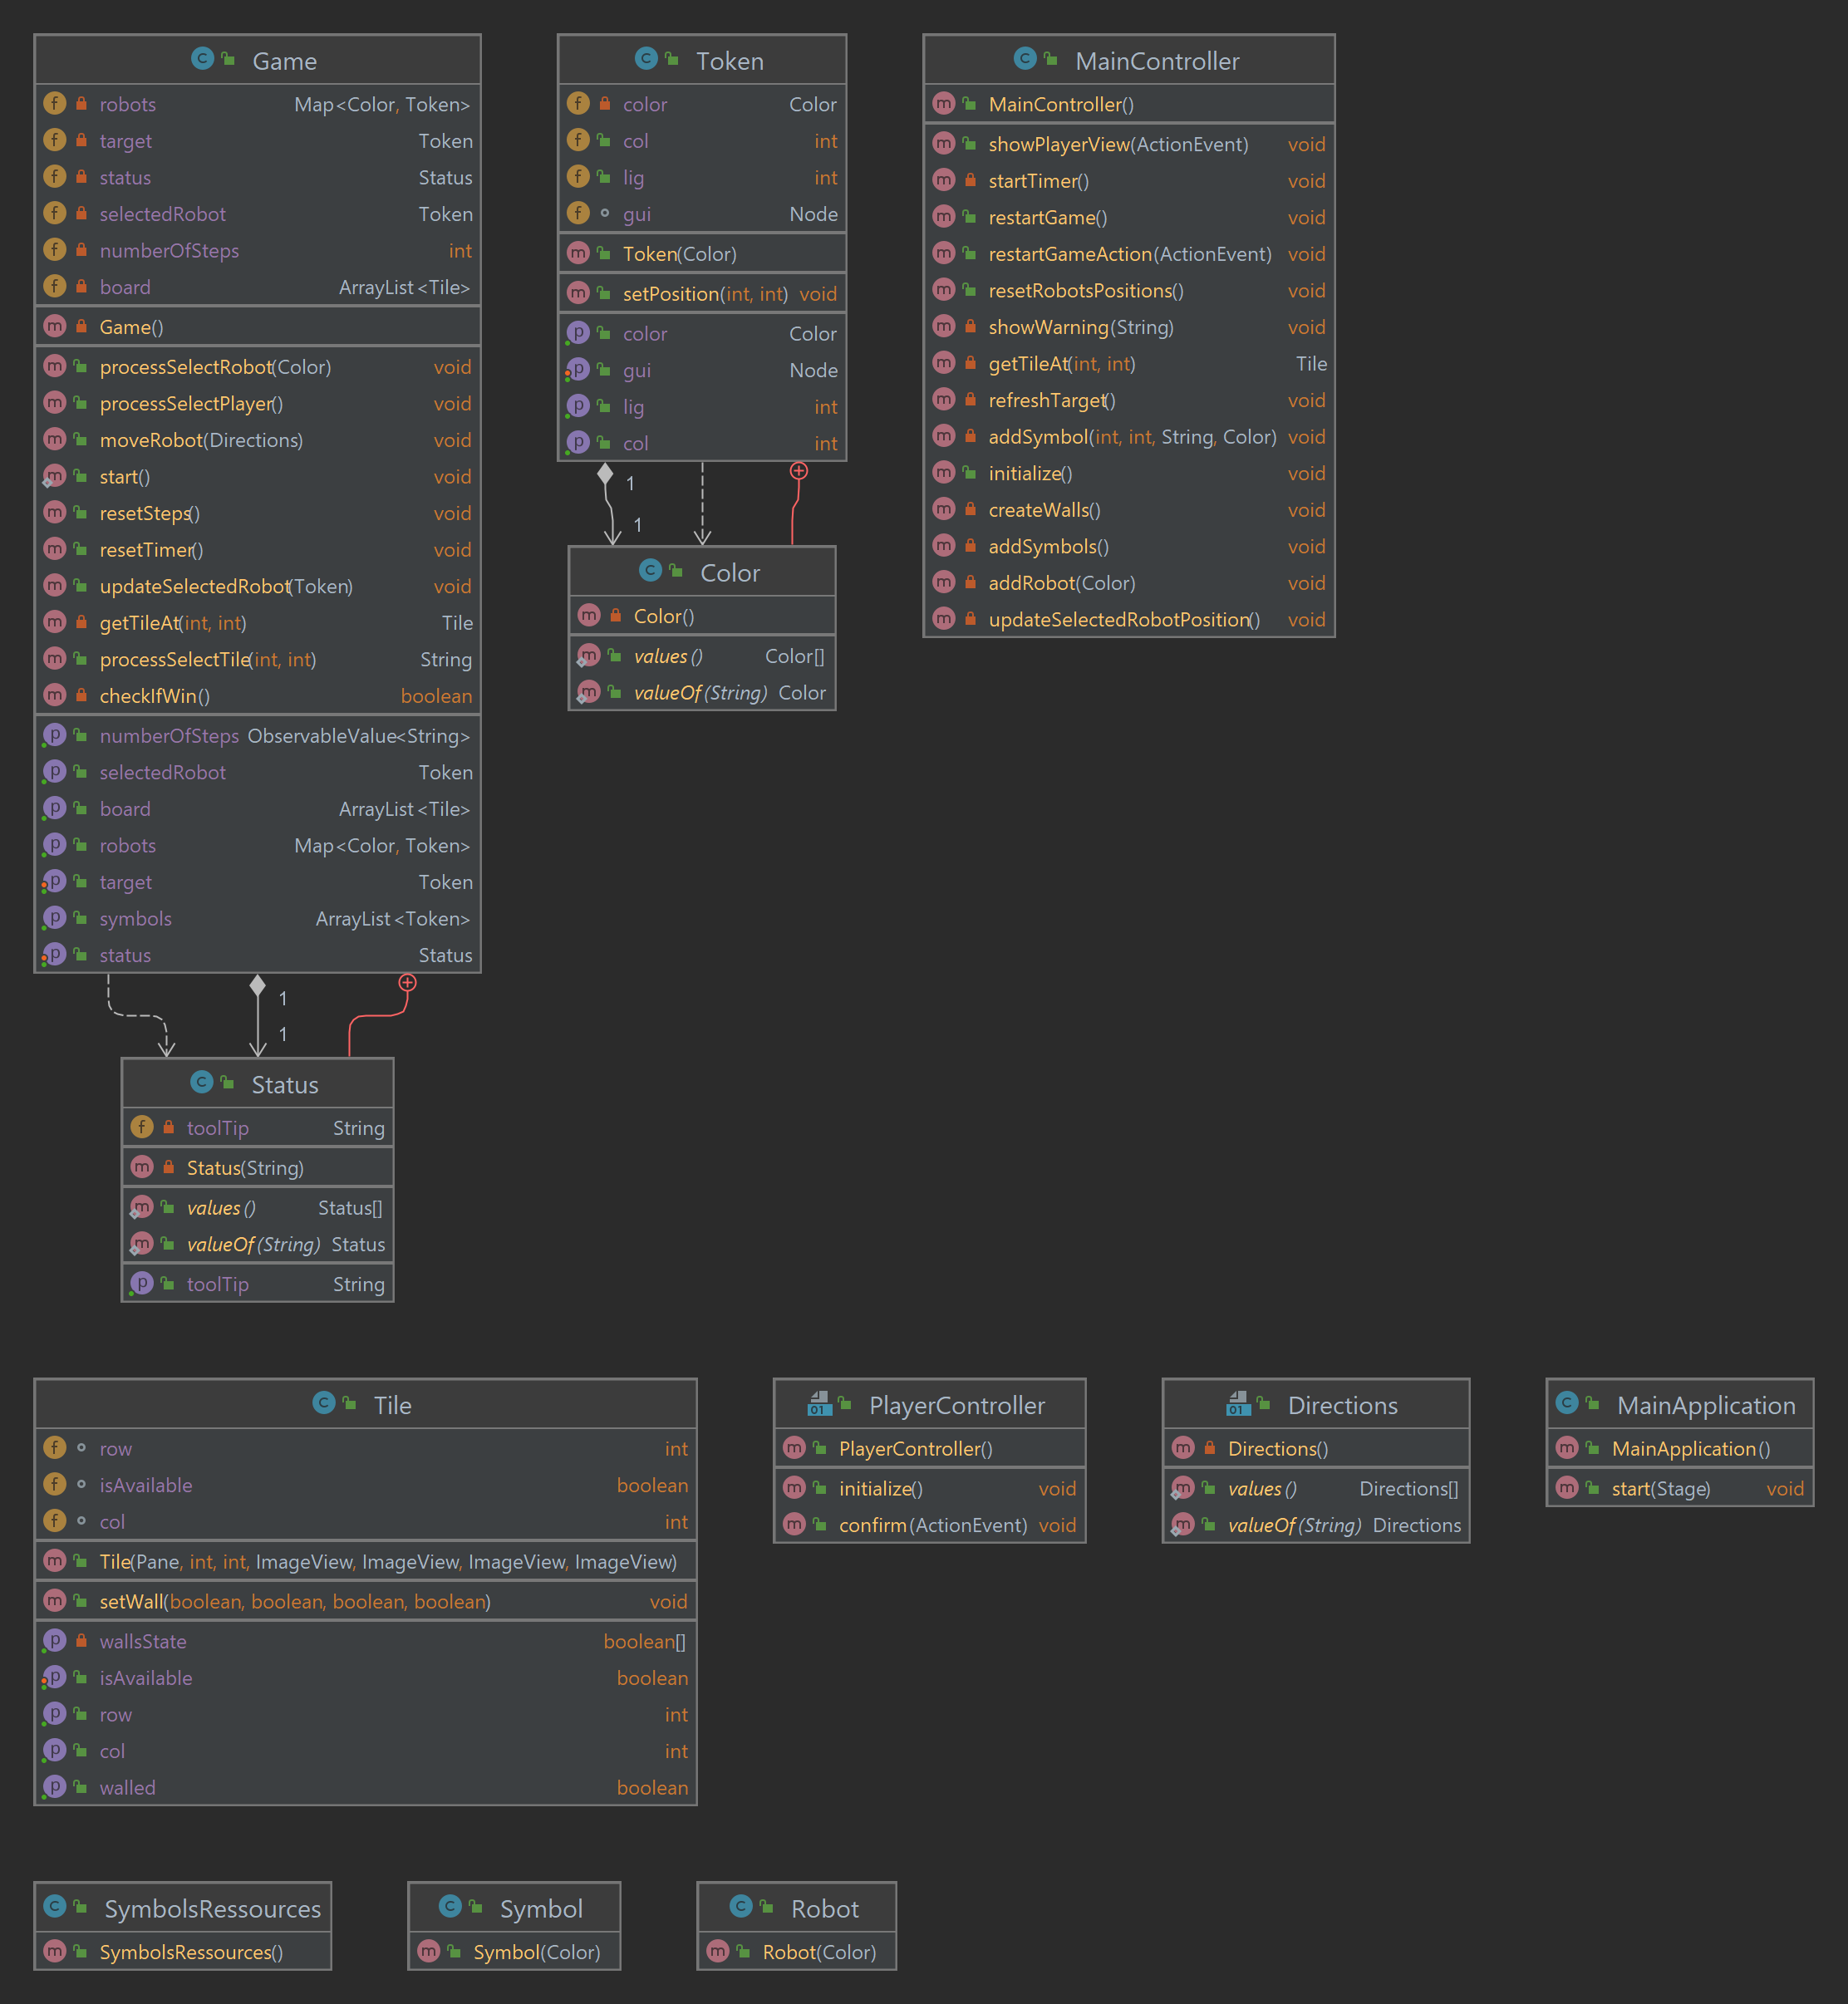 Game
robots Map<Color, Token>
target Token
status Status
selectedRobot Token
numberOfSteps int
board ArrayList<Tile>
Game()
processSelectRobot(Color) void
processSelectPlayer() void
moveRobot(Directions) void
start() void
resetSteps() void
resetTimer() void
updateSelectedRobot(Token) void
getTileAt(int, int) Tile
processSelectTile(int, int) String
checkIfWin() boolean
numberOfSteps ObservableValue<String>
selectedRobot Token
board ArrayList<Tile>
robots Map<Color, Token>
target Token
symbols ArrayList<Token>
status Status
1
1
Status
toolTip String
Status(String)
values() Status[]
valueOf(String) Status
toolTip String
Token
color Color
col int
lig int
gui Node
Token(Color)
setPosition(int, int) void
color Color
gui Node
lig int
col int
1
1
Color
Color()
values() Color[]
valueOf(String) Color
MainController
MainController()
showPlayerView(ActionEvent) void
startTimer() void
restartGame() void
restartGameAction(ActionEvent) void
resetRobotsPositions() void
showWarning(String) void
getTileAt(int, int) Tile
refreshTarget() void
addSymbol(int, int, String, Color) void
initialize() void
createWalls() void
addSymbols() void
addRobot(Color) void
updateSelectedRobotPosition() void
Tile
row int
isAvailable boolean
col int
Tile(Pane, int, int, ImageView, ImageView, ImageView, ImageView)
setWall(boolean, boolean, boolean, boolean) void
wallsState boolean[]
isAvailable boolean
row int
col int
walled boolean
PlayerController
PlayerController()
initialize() void
confirm(ActionEvent) void
Directions
Directions()
values() Directions[]
valueOf(String) Directions
MainApplication
MainApplication()
start(Stage) void
SymbolsRessources
SymbolsRessources()
Symbol
Symbol(Color)
Robot
Robot(Color)